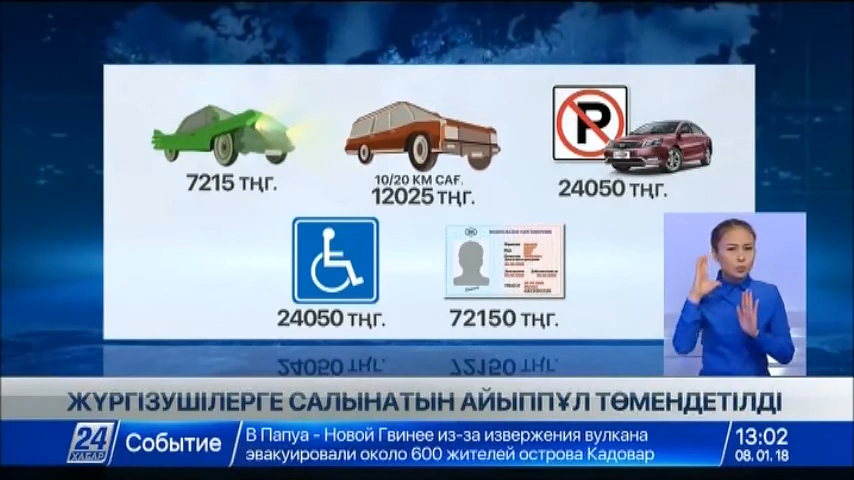 7215 ТҢГ.
10/20 КМ САҒ.
12025 ТҢГ.
P
24050 ТҢГ.
24050 ТҢГ.
72150 ТҢГ.
ЖҮРГІЗУШІЛЕРГЕ САЛЫНАТЫН АЙЫППҰЛ ТӨМЕНДЕТІЛДІ
24
ХАБАР
Событие
В Папуа - Новой Гвинее из-за извержения вулкана
эвакуировали около 600 жителей острова Кадовар
13:02
08.01.18